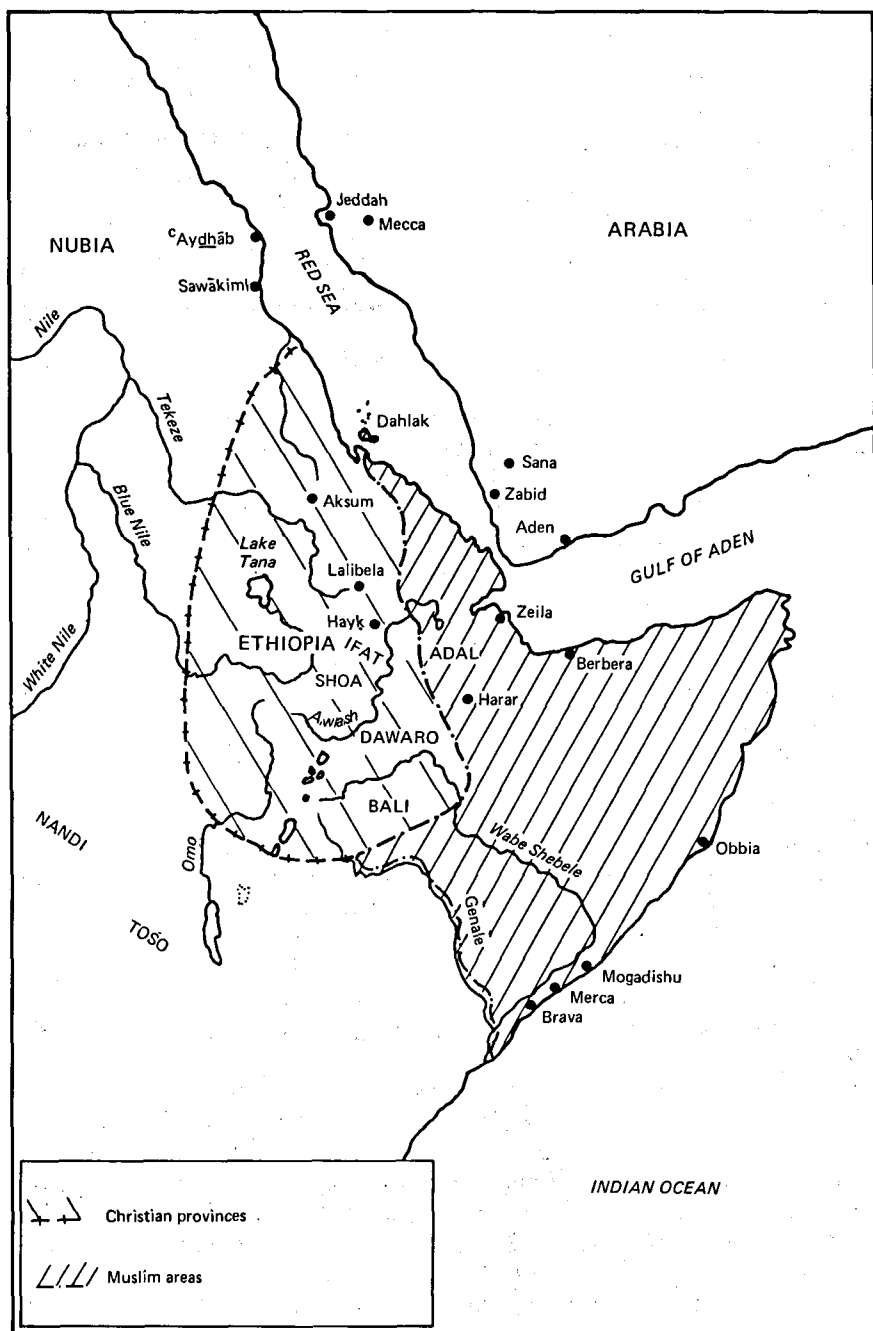 Jeddah
Mecca
ARABIA
NUBIA
ᶜAydhāb
RED SEA
Sawākiml
Nile
Tekeze
Dahlak
Sana
Zabid
Aden
Aksum
Blue Nile
Lake
Tana
GULF OF ADEN
Lalibela
Zeila
Hayk
White Nile
ETHIOPIA
IFAT
ADAL
Berbera
SHOA
Harar
Awash
DAWARO
BALI
NANDI
Omo
Wabe Shebele
Obbia
Genale
TOŠO
Mogadishu
Merca
Brava
INDIAN OCEAN
Christian provinces
Muslim areas